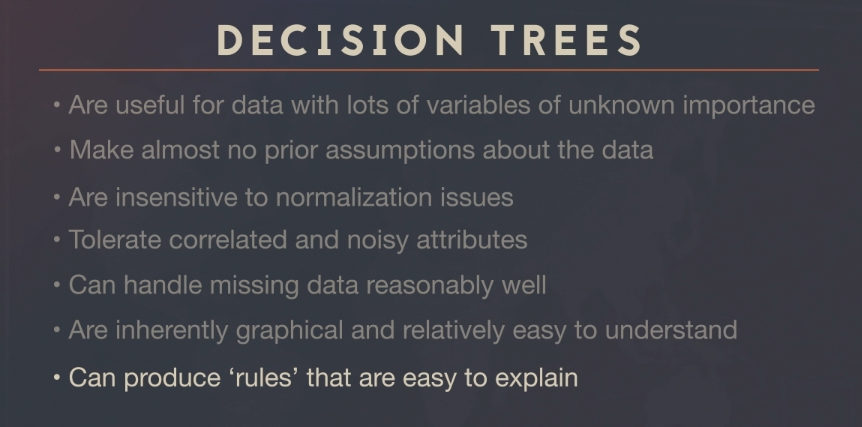 DECISION TREES
• Are useful for data with lots of variables of unknown importance
• Make almost no prior assumptions about the data
• Are insensitive to normalization issues
• Tolerate correlated and noisy attributes
• Can handle missing data reasonably well
• Are inherently graphical and relatively easy to understand
• Can produce ‘rules’ that are easy to explain